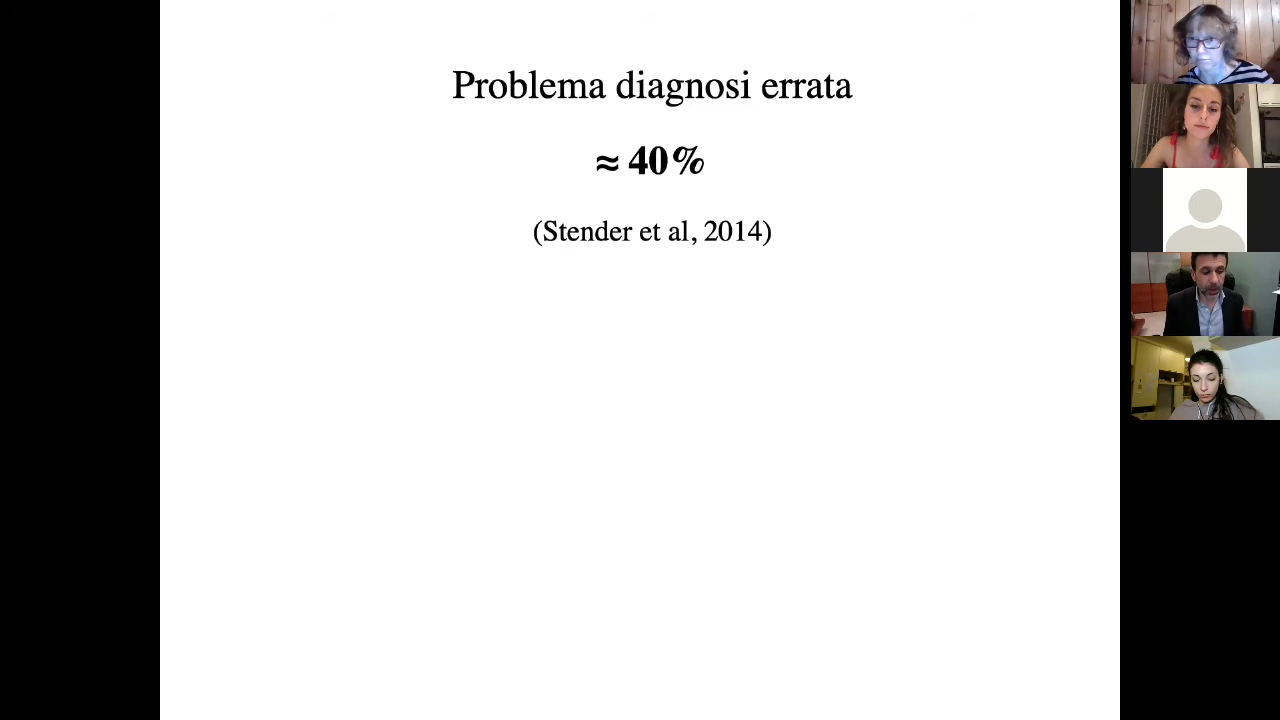 Problema diagnosi errata
≈ 40%
(Stender et al, 2014)